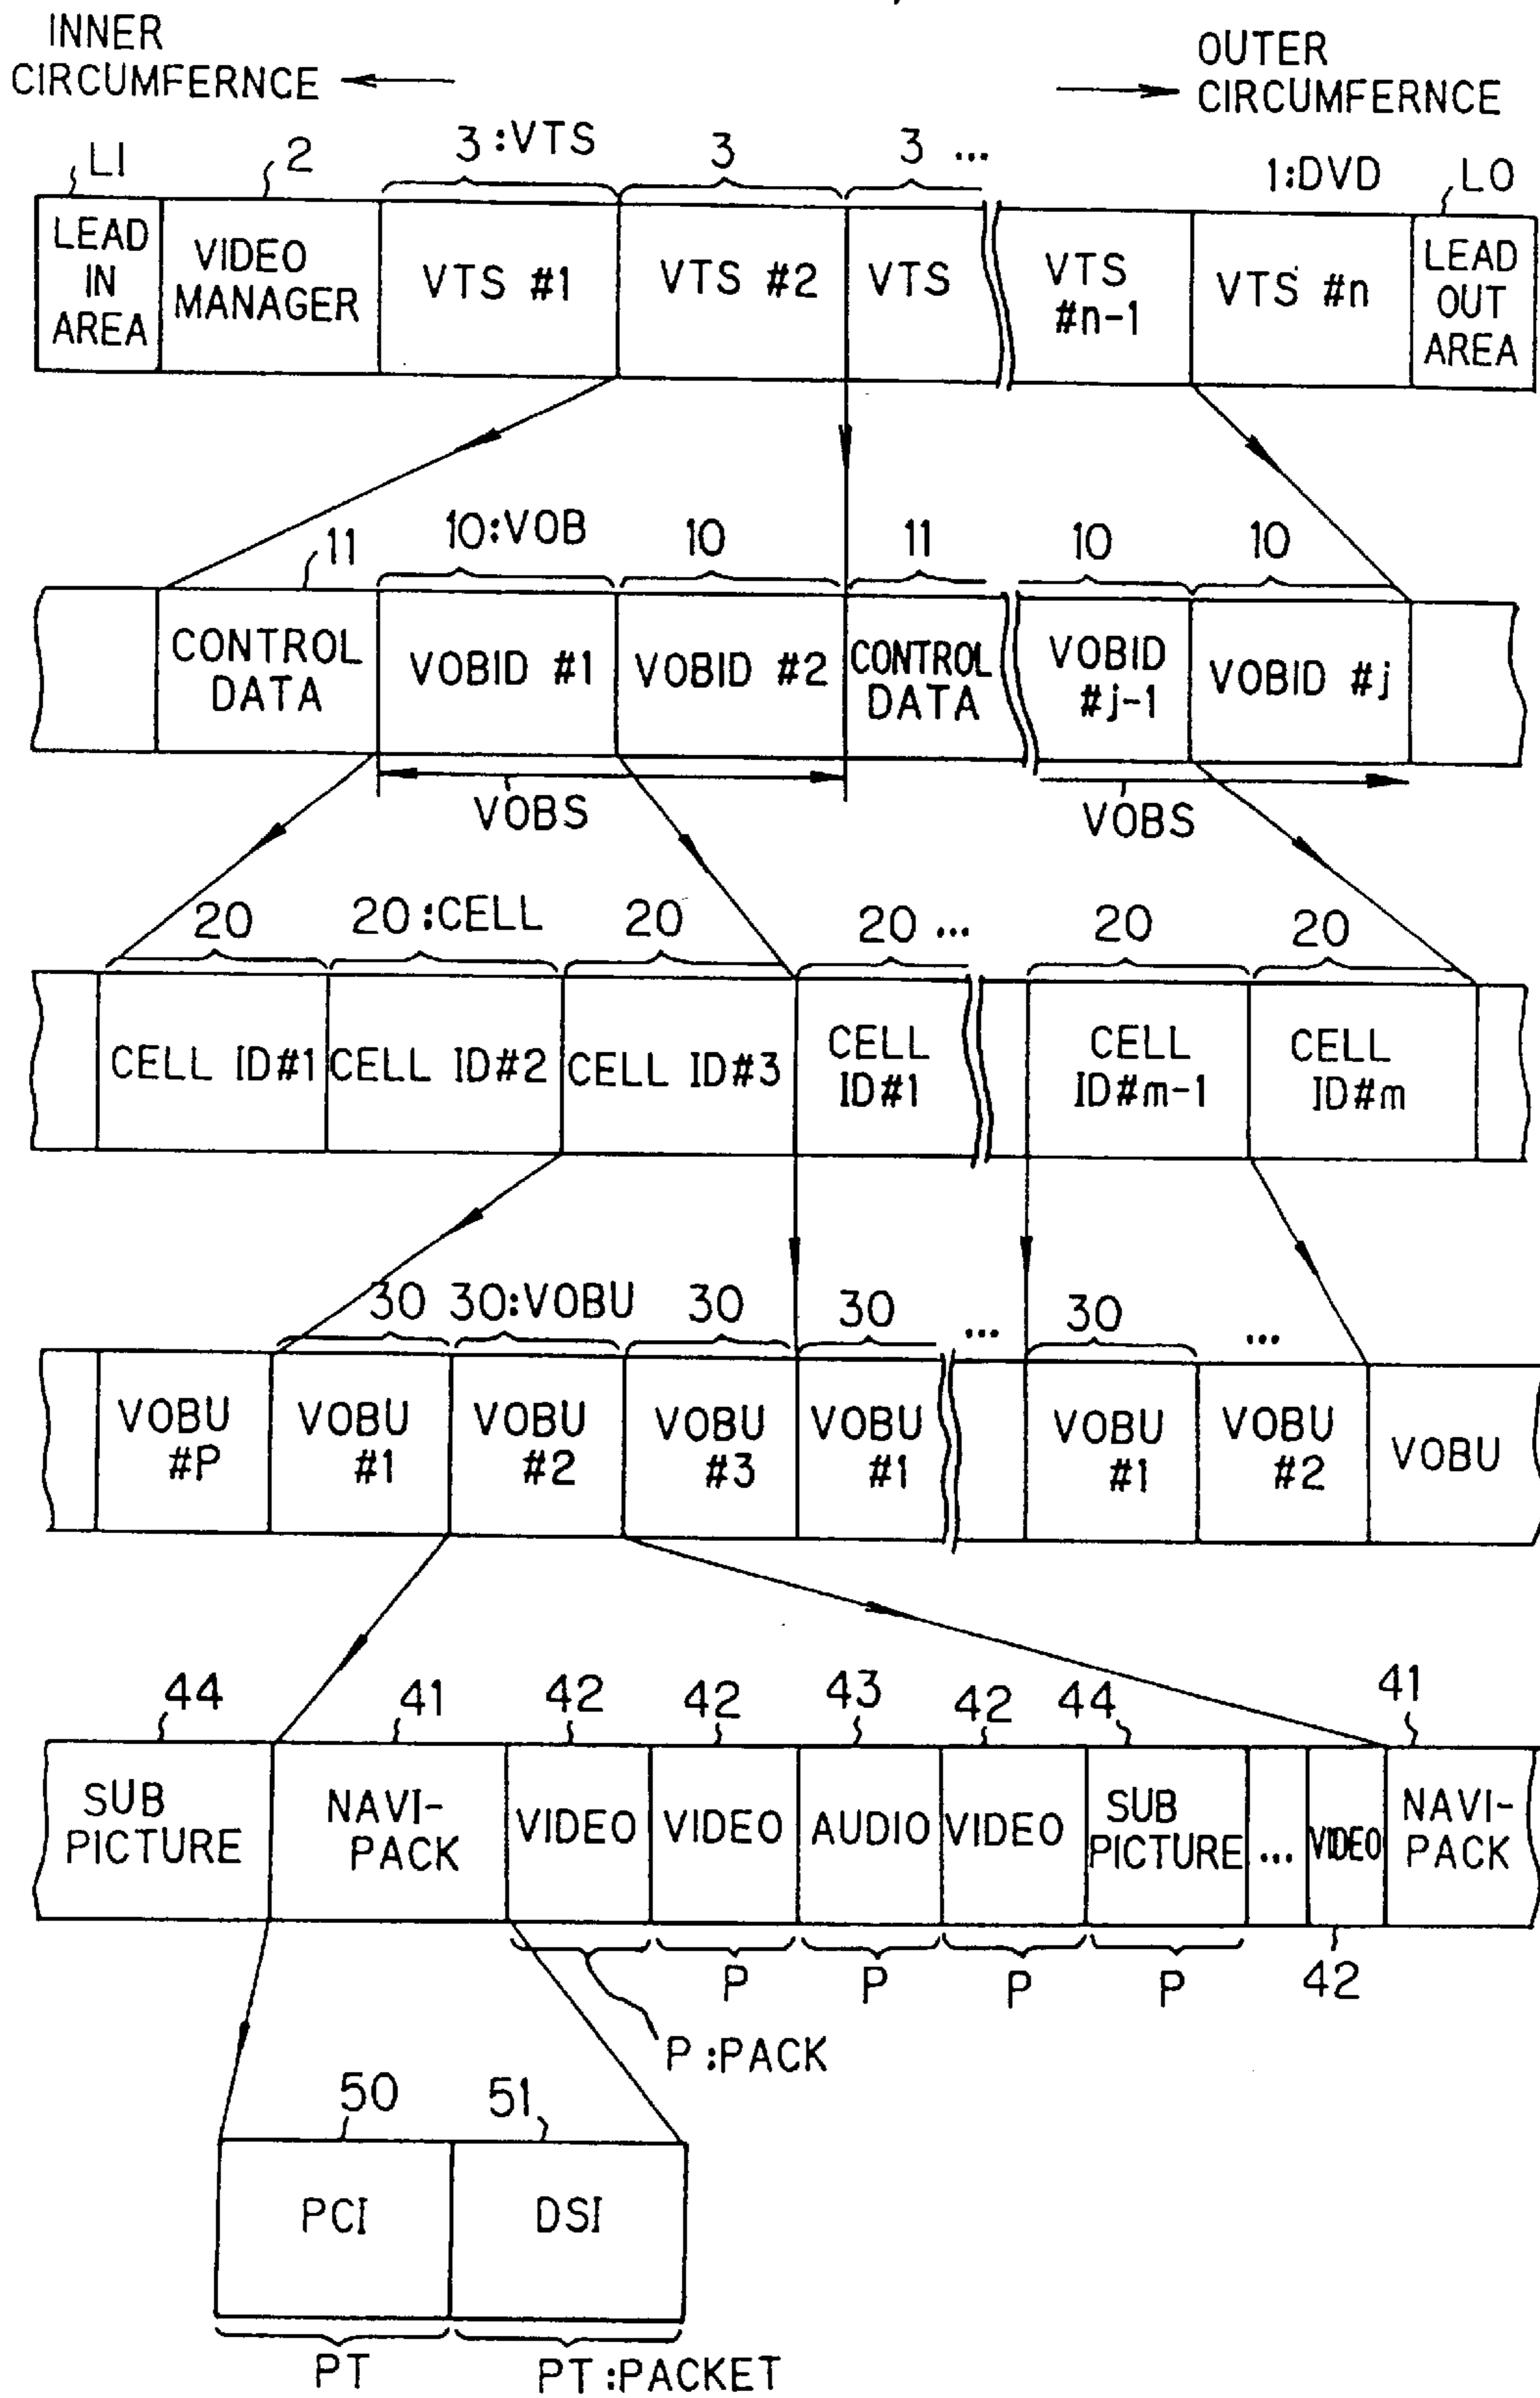 INNER
CIRCUMFERNCE
OUTER
CIRCUMFERNCE
LI 2 3:VTS 3 3 ... 1:DVD LO
LEAD IN AREA
VIDEO MANAGER
VTS #1
VTS #2
VTS
VTS #n-1
VTS #n
LEAD OUT AREA
11 10:VOB 10 11 10 10
CONTROL DATA
VOBID #1
VOBID #2
CONTROL DATA
VOBID #j-1
VOBID #j
VOBS
VOBS
20 20:CELL 20 20 ... 20 20
CELL ID#1
CELL ID#2
CELL ID#3
CELL ID#1
CELL ID#m-1
CELL ID#m
30 30:VOBU 30 30 ... 30 ...
VOBU #P
VOBU #1
VOBU #2
VOBU #3
VOBU #1
VOBU #1
VOBU #2
VOBU
44 41 42 42 43 42 44 41
SUB PICTURE
NAVI-PACK
VIDEO
VIDEO
AUDIO
VIDEO
SUB PICTURE
...
VIDEO
NAVI-PACK
P P P P 42
P:PACK
50 51
PCI
DSI
PT PT:PACKET